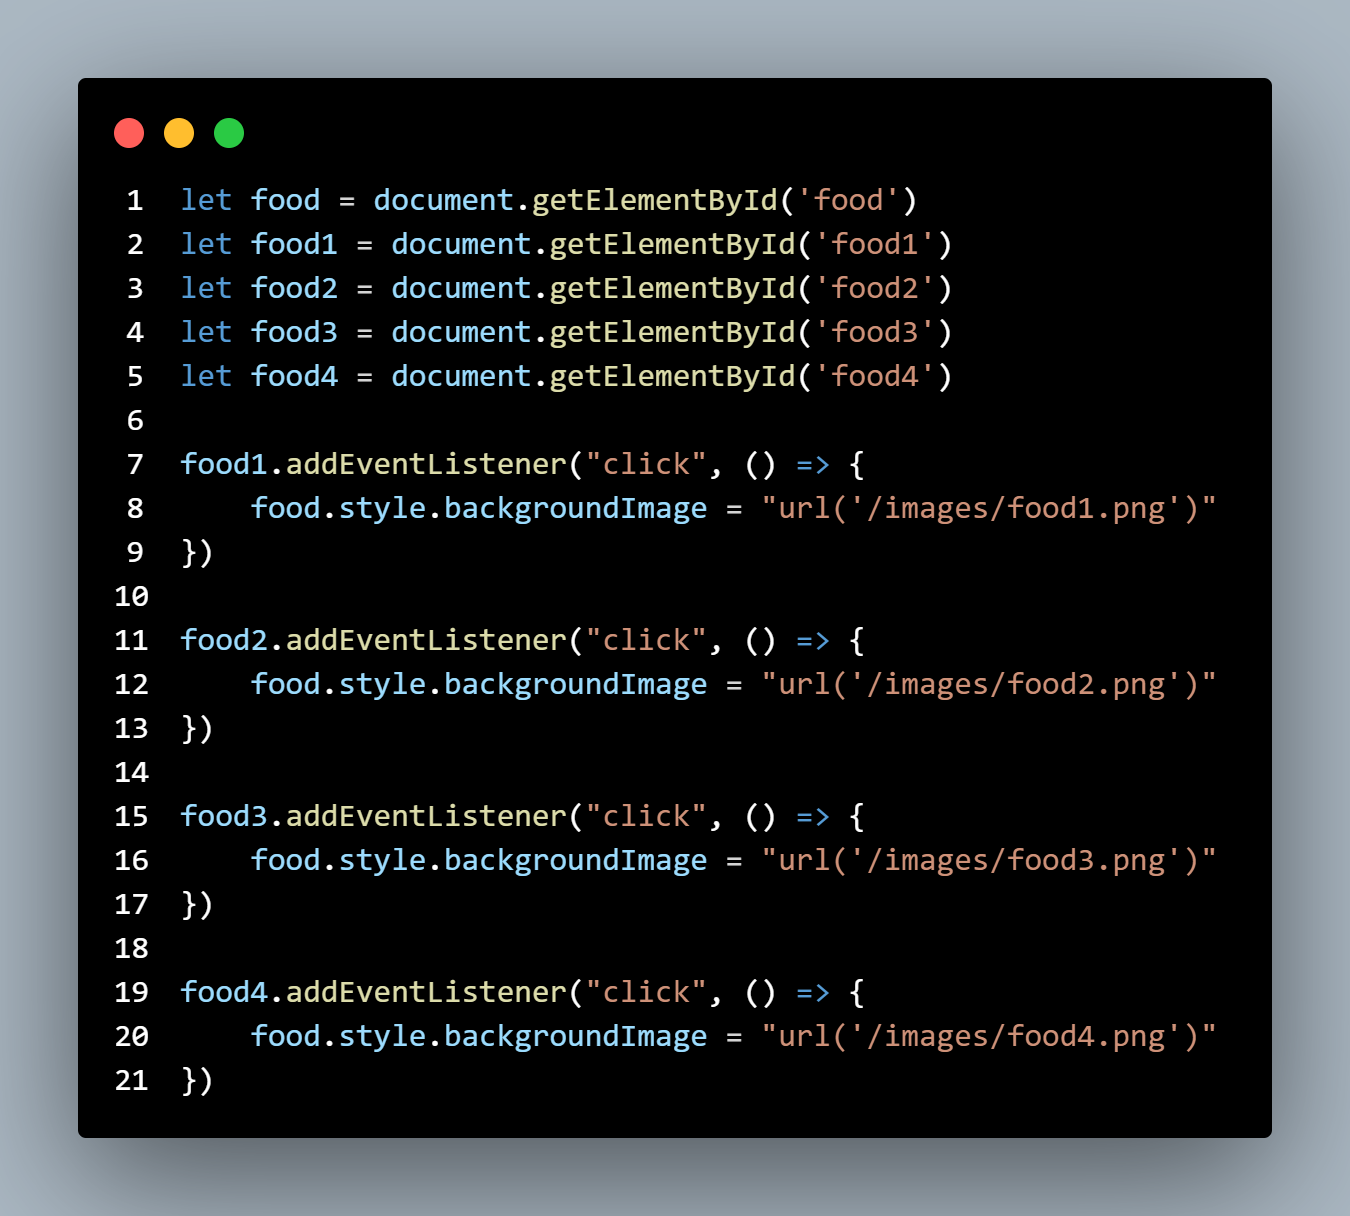 1 let food = document.getElementById('food')
2 let food1 = document.getElementById('food1')
3 let food2 = document.getElementById('food2')
4 let food3 = document.getElementById('food3')
5 let food4 = document.getElementById('food4')
6
7 food1.addEventListener("click", () => {
8     food.style.backgroundImage = "url('/images/food1.png')"
9 })
10
11 food2.addEventListener("click", () => {
12     food.style.backgroundImage = "url('/images/food2.png')"
13 })
14
15 food3.addEventListener("click", () => {
16     food.style.backgroundImage = "url('/images/food3.png')"
17 })
18
19 food4.addEventListener("click", () => {
20     food.style.backgroundImage = "url('/images/food4.png')"
21 })